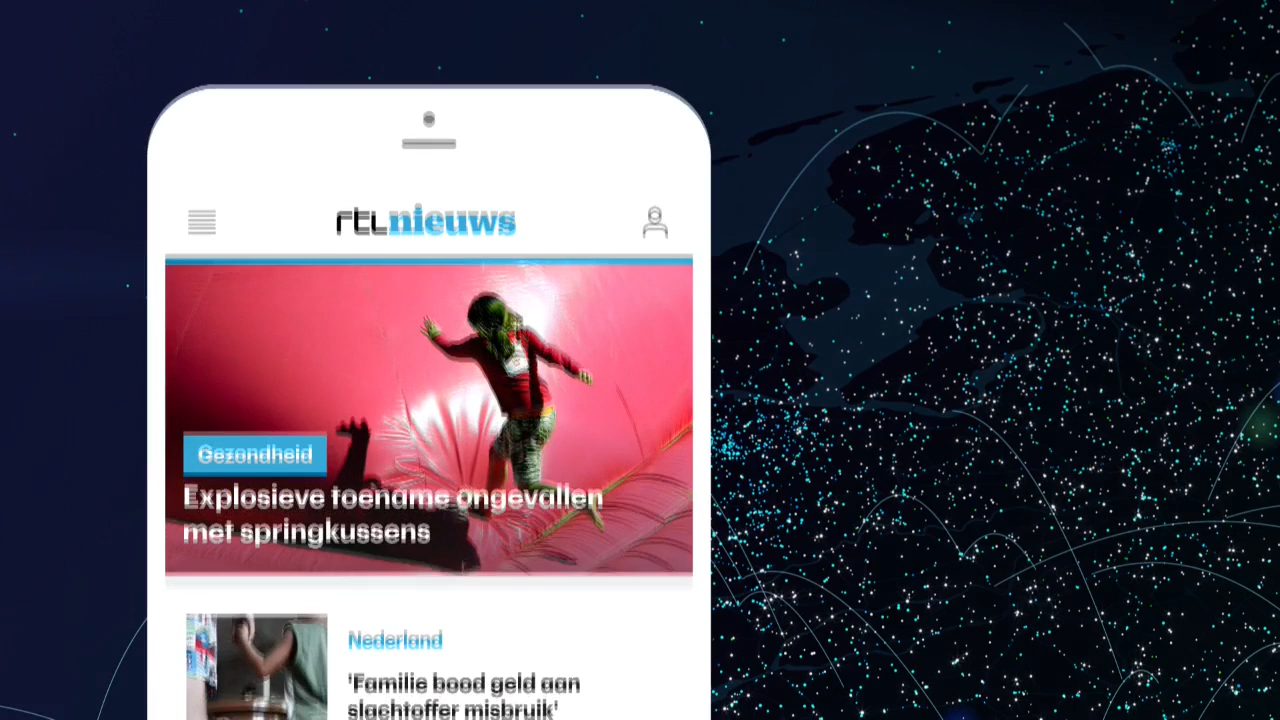 rtlnieuws
Gezondheid
Explosieve toename ongevallen
met springkussens
Nederland
'Familie bood geld aan
slachtoffer misbruik'